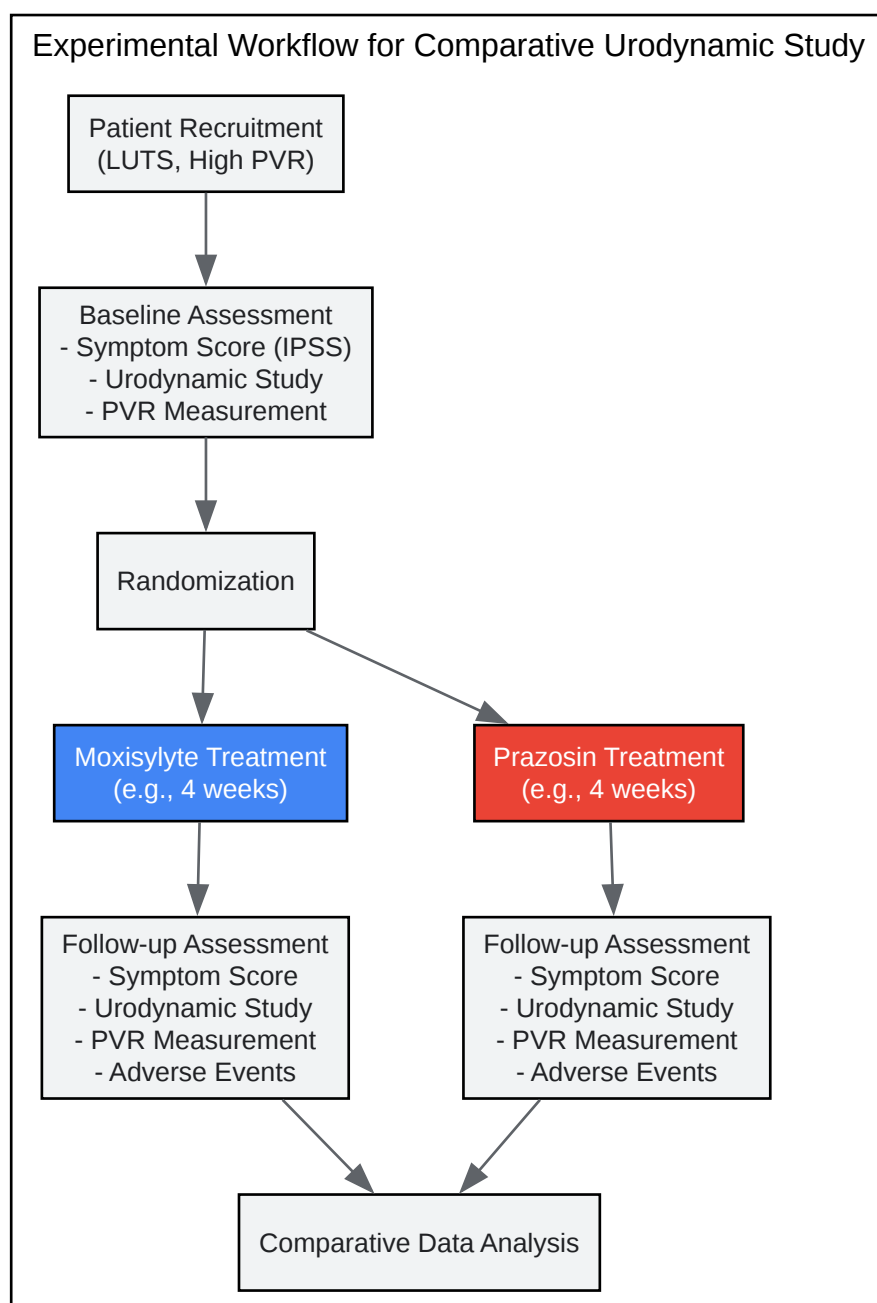 Experimental Workflow for Comparative Urodynamic Study
Patient Recruitment
(LUTS, High PVR)
Baseline Assessment
- Symptom Score (IPSS)
- Urodynamic Study
- PVR Measurement
Randomization
Moxisylyte Treatment
(e.g., 4 weeks)
Prazosin Treatment
(e.g., 4 weeks)
Follow-up Assessment
- Symptom Score
- Urodynamic Study
- PVR Measurement
- Adverse Events
Follow-up Assessment
- Symptom Score
- Urodynamic Study
- PVR Measurement
- Adverse Events
Comparative Data Analysis